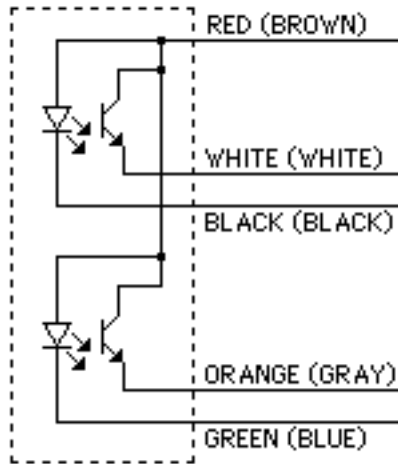 RED (BROWN)
WHITE (WHITE)
BLACK (BLACK)
ORANGE (GRAY)
GREEN (BLUE)